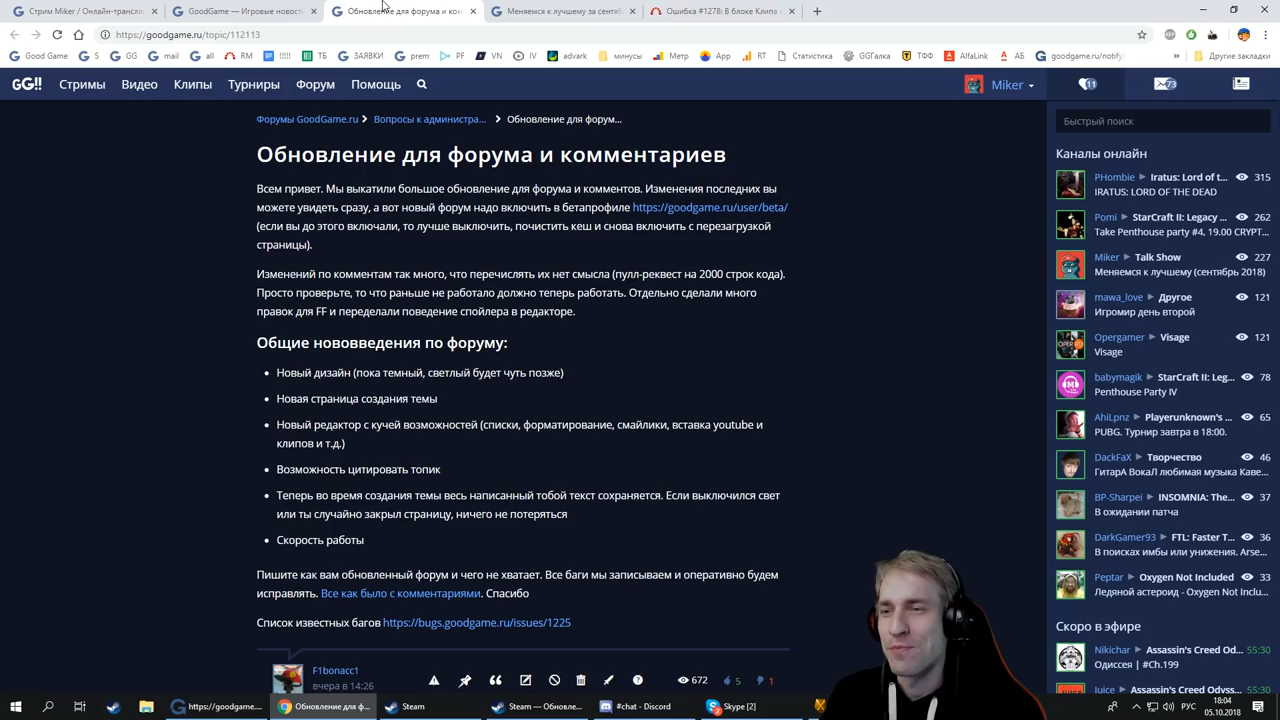 Стрим Miker / Онлайн-трансля
GoodGame — Игровые новост
Обновление для форума и ком
Меняемся к лучшему за сентяб
Ошибка #1278: В блоке Клипа
https://goodgame.ru/topic/112113
Good Game
S
GG
mail
all
RM
!!!!!
ТБ
ЗАЯВКИ
prem
PF
VN
IV
advark
минусы
Метр
App
RT
Статистика
GGГалка
ТФФ
AlfaLink
АБ
goodgame.ru/notify
»
Другие закладки
GG!!
Стримы
Видео
Клипы
Турниры
Форум
Помощь
Miker
11
73
Форумы GoodGame.ru
Вопросы к администра...
Обновление для форум...
Обновление для форума и комментариев
Всем привет. Мы выкатили большое обновление для форума и комментов. Изменения последних вы
можете увидеть сразу, а вот новый форум надо включить в бетапрофиле https://goodgame.ru/user/beta/
(если вы до этого включали, то лучше выключить, почистить кеш и снова включить с перезагрузкой
страницы).
Изменений по комментам так много, что перечислять их нет смысла (пулл-реквест на 2000 строк кода).
Просто проверьте, то что раньше не работало должно теперь работать. Отдельно сделали много
правок для FF и переделали поведение спойлера в редакторе.
Общие нововведения по форуму:
• Новый дизайн (пока темный, светлый будет чуть позже)
• Новая страница создания темы
• Новый редактор с кучей возможностей (списки, форматирование, смайлики, вставка youtube и
клипов и т.д.)
• Возможность цитировать топик
• Теперь во время создания темы весь написанный тобой текст сохраняется. Если выключился свет
или ты случайно закрыл страницу, ничего не потеряться
• Скорость работы
Пишите как вам обновленный форум и чего не хватает. Все баги мы записываем и оперативно будем
исправлять. Все как было с комментариями. Спасибо
Список известных багов https://bugs.goodgame.ru/issues/1225
F1bonacc1
вчера в 14:26
672
5
1
Быстрый поиск
Каналы онлайн
PHombie Iratus: Lord of t... 315
IRATUS: LORD OF THE DEAD
Pomi StarCraft II: Legacy ... 262
Take Penthouse party #4, 19.00 CRYPT...
Miker Talk Show 227
Меняемся к лучшему (сентябрь 2018)
mawa_love Другое 121
Игромир день второй
Opergamer Visage 121
Visage
babymagik StarCraft II: Leg... 78
Penthouse Party IV
AhiLpnz Playerunknown's ... 65
PUBG. Турнир завтра в 18:00.
DackFaX Творчество 46
ГитарА ВокаЛ любимая музыка Каве...
BP-Sharpei INSOMNIA: The... 37
В ожидании патча
DarkGamer93 FTL: Faster T... 36
В поисках имбы или унижения. Arse...
Peptar Oxygen Not Included 33
Ледяной астероид - Oxygen Not Inclu...
Скоро в эфире
Nikichar Assassin's Creed Od... 55:30
Одиссея | #Ch.199
Juice Assassin's Creed Odyss... 55:30
https://goodgame....
Обновление для ф...
Steam
Steam — Обновле...
#chat - Discord
Skype [2]
РУС
18:04
05.10.2018